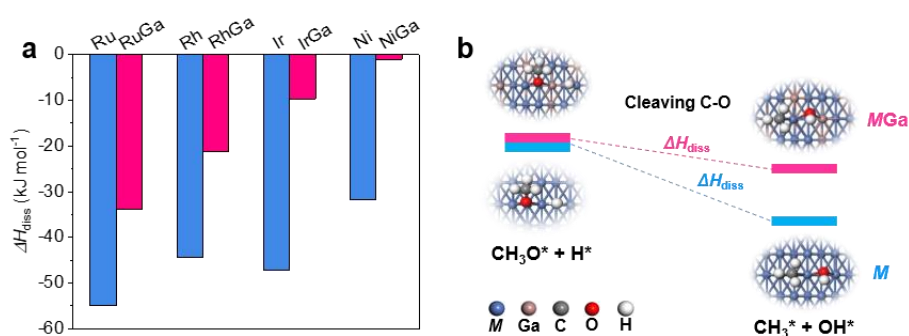 a
Ru RuGa Rh RhGa Ir IrGa Ni NiGa
0
-10
-20
-30
-40
-50
-60
ΔHdiss (kJ mol-1)
b
Cleaving C-O
MGa
ΔHdiss
ΔHdiss
CH3O* + H*
M
CH3* + OH*
M Ga C O H